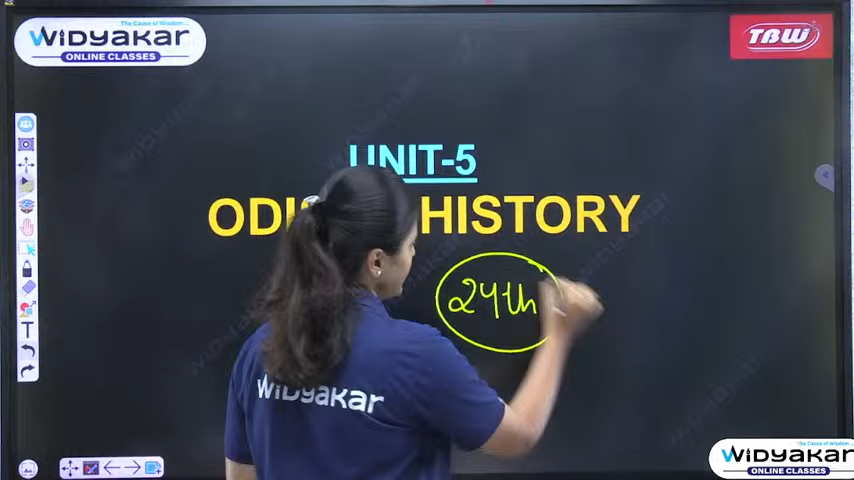 The Cause of Wisdom...
WIDYAKAR
ONLINE CLASSES
TBW
UNIT-5
ODI HISTORY
24th
WIDYAKAR
T
The Cause of Wisdom...
WIDYAKAR
ONLINE CLASSES